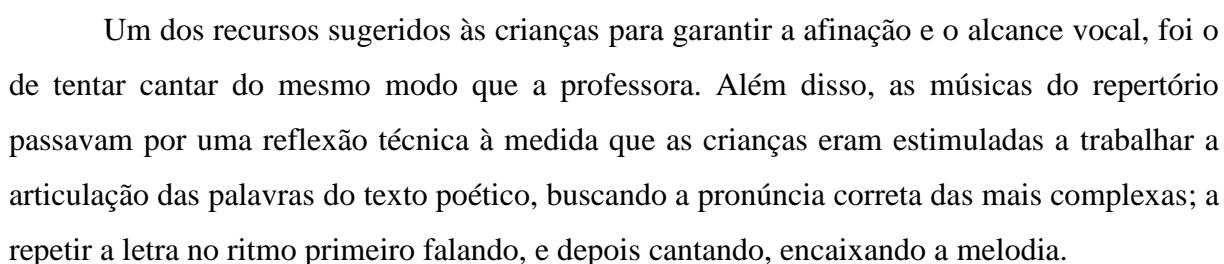 Um dos recursos sugeridos às crianças para garantir a afinação e o alcance vocal, foi o
de tentar cantar do mesmo modo que a professora. Além disso, as músicas do repertório
passavam por uma reflexão técnica à medida que as crianças eram estimuladas a trabalhar a
articulação das palavras do texto poético, buscando a pronúncia correta das mais complexas; a
repetir a letra no ritmo primeiro falando, e depois cantando, encaixando a melodia.